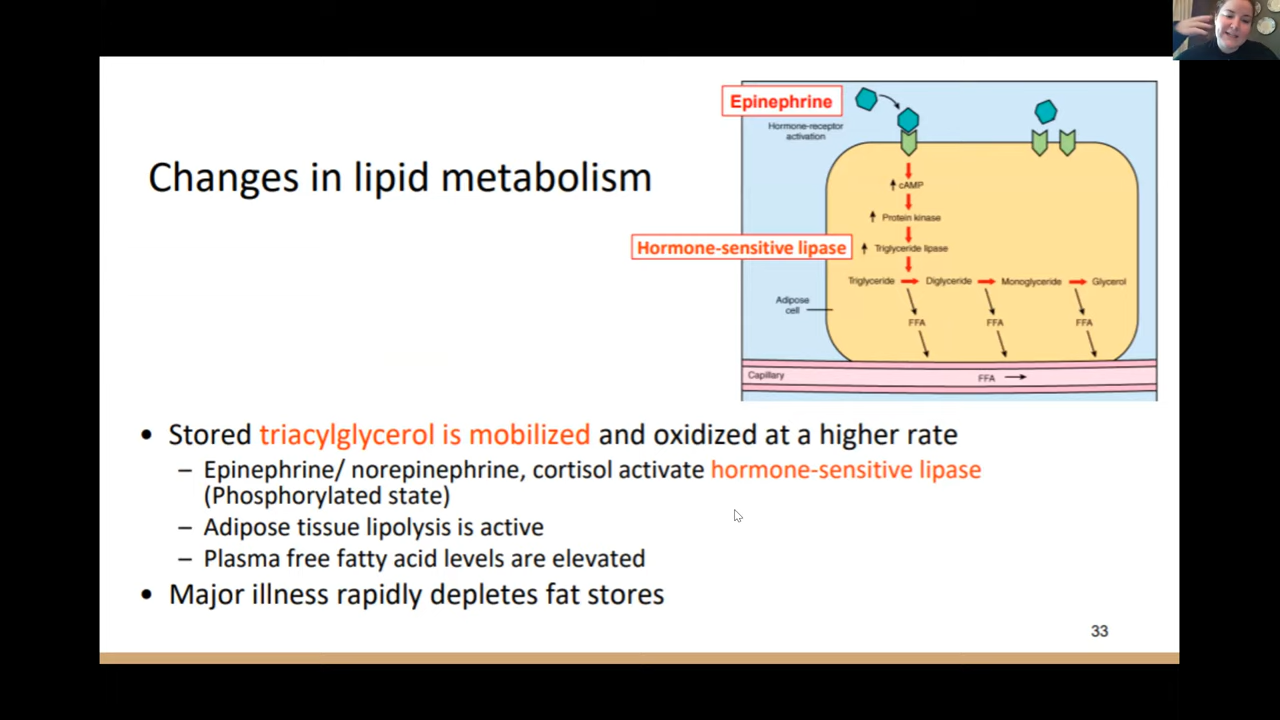 Epinephrine
Hormone-receptor
activation
Changes in lipid metabolism
cAMP
Protein kinase
Hormone-sensitive lipase
Triglyceride lipase
Triglyceride Diglyceride Monoglyceride Glycerol
Adipose
cell
FFA FFA FFA
Capillary
FFA
• Stored triacylglycerol is mobilized and oxidized at a higher rate
– Epinephrine/ norepinephrine, cortisol activate hormone-sensitive lipase
(Phosphorylated state)
– Adipose tissue lipolysis is active
– Plasma free fatty acid levels are elevated
• Major illness rapidly depletes fat stores
33